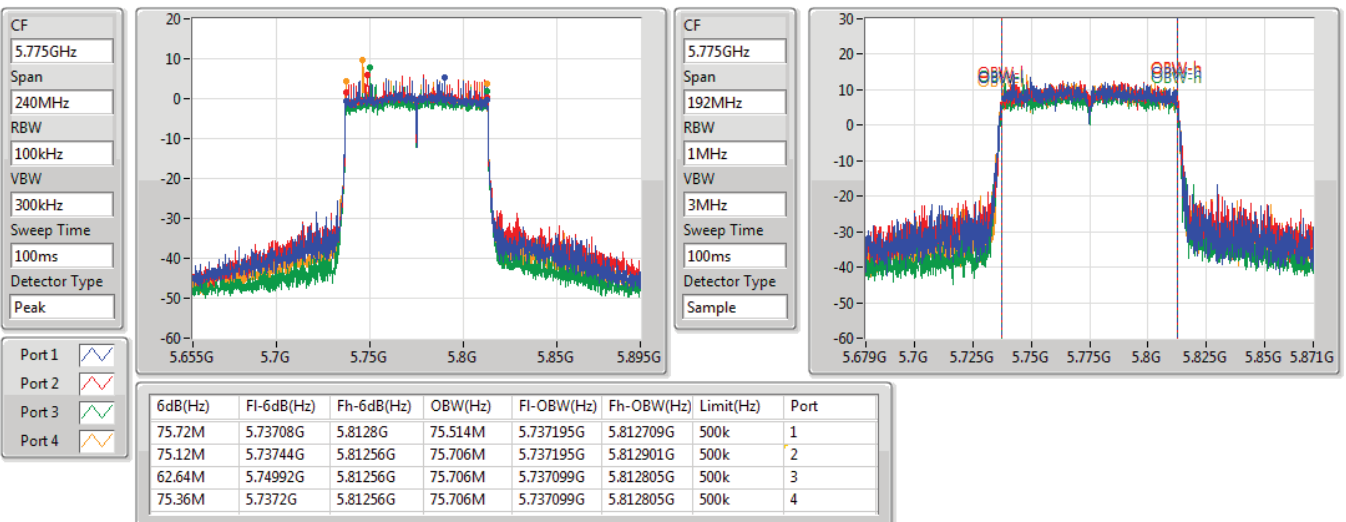 CF
5.775GHz
Span
240MHz
RBW
100kHz
VBW
300kHz
Sweep Time
100ms
Detector Type
Peak
20
10
0
-10
-20
-30
-40
-50
-60
5.655G 5.7G 5.75G 5.8G 5.85G 5.895G
CF
5.775GHz
Span
192MHz
RBW
1MHz
VBW
3MHz
Sweep Time
100ms
Detector Type
Sample
30
20
10
0
-10
-20
-30
-40
-50
-60
OBW-h
5.679G 5.7G 5.725G 5.75G 5.775G 5.8G 5.825G 5.85G 5.871G
Port 1
Port 2
Port 3
Port 4
6dB(Hz) Fl-6dB(Hz) Fh-6dB(Hz) OBW(Hz) Fl-OBW(Hz) Fh-OBW(Hz) Limit(Hz) Port
75.72M 5.73708G 5.8128G 75.514M 5.737195G 5.812709G 500k 1
75.12M 5.73744G 5.81256G 75.706M 5.737195G 5.812901G 500k 2
62.64M 5.74992G 5.81256G 75.706M 5.737099G 5.812805G 500k 3
75.36M 5.7372G 5.81256G 75.706M 5.737099G 5.812805G 500k 4